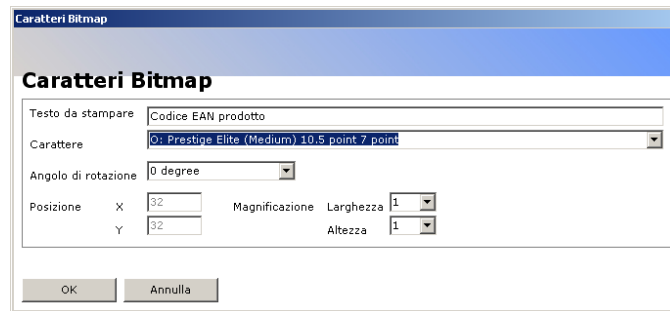 Caratteri Bitmap
Caratteri Bitmap
Testo da stampare Codice EAN prodotto
Carattere O: Prestige Elite (Medium) 10.5 point 7 point
Angolo di rotazione 0 degree
Posizione X 32 Magnificazione Larghezza 1
Y 32 Altezza 1
OK Annulla